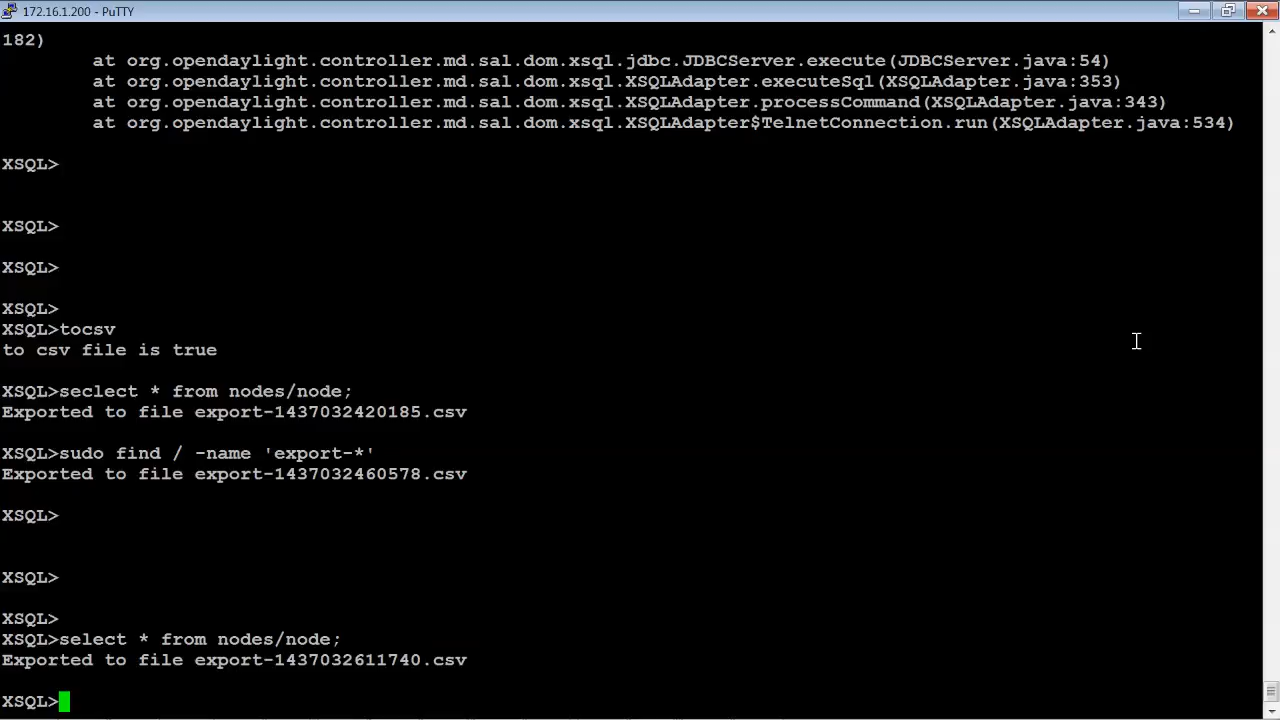 172.16.1.200 - PuTTY
182)
at org.opendaylight.controller.md.sal.dom.xsql.jdbc.JDBCServer.execute(JDBCServer.java:54)
at org.opendaylight.controller.md.sal.dom.xsql.XSQLAdapter.executeSql(XSQLAdapter.java:353)
at org.opendaylight.controller.md.sal.dom.xsql.XSQLAdapter.processCommand(XSQLAdapter.java:343)
at org.opendaylight.controller.md.sal.dom.xsql.XSQLAdapter$TelnetConnection.run(XSQLAdapter.java:534)
XSQL>
XSQL>
XSQL>
XSQL>
XSQL>tocsv
to csv file is true
XSQL>seclect * from nodes/node;
Exported to file export-1437032420185.csv
XSQL>sudo find / -name 'export-*'
Exported to file export-1437032460578.csv
XSQL>
XSQL>
XSQL>
XSQL>select * from nodes/node;
Exported to file export-1437032611740.csv
XSQL>